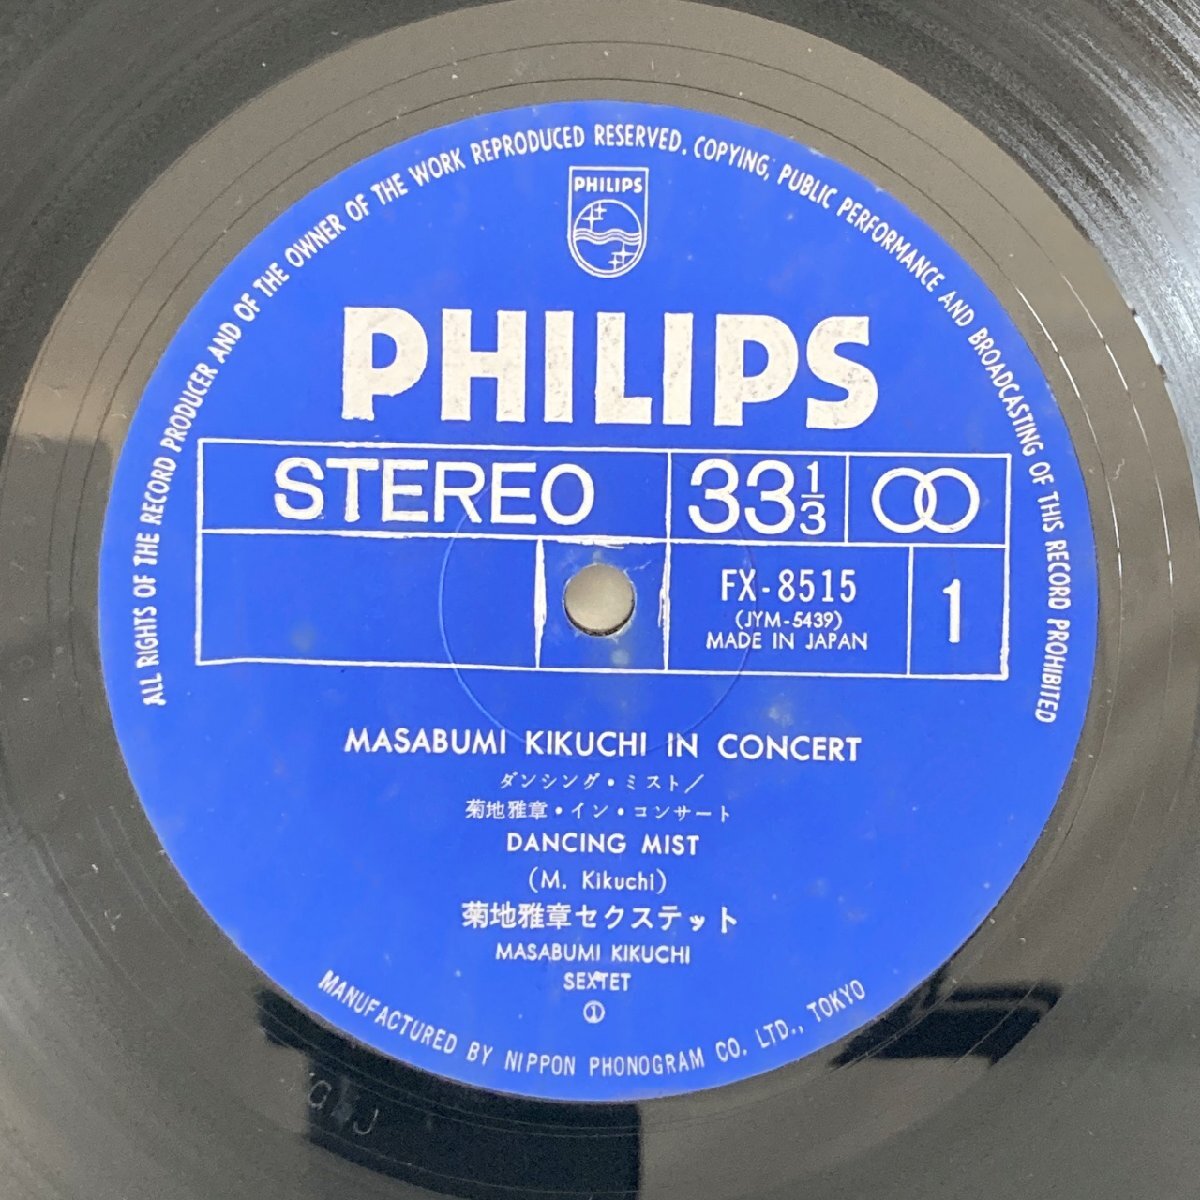 ALL RIGHTS OF THE RECORD PRODUCER AND OF THE OWNER OF THE WORK REPRODUCED RESERVED. COPYING, PUBLIC PERFORMANCE AND BROADCASTING OF THIS RECORD PROHIBITED
PHILIPS
PHILIPS
STEREO
33 1/3
FX-8515
(JYM-5439)
MADE IN JAPAN
1
MASABUMI KIKUCHI IN CONCERT
ダンシング・ミスト/
菊地雅章・イン・コンサート
DANCING MIST
(M. Kikuchi)
菊地雅章セクステット
MASABUMI KIKUCHI
SEXTET
①
MANUFACTURED BY NIPPON PHONOGRAM CO. LTD., TOKYO